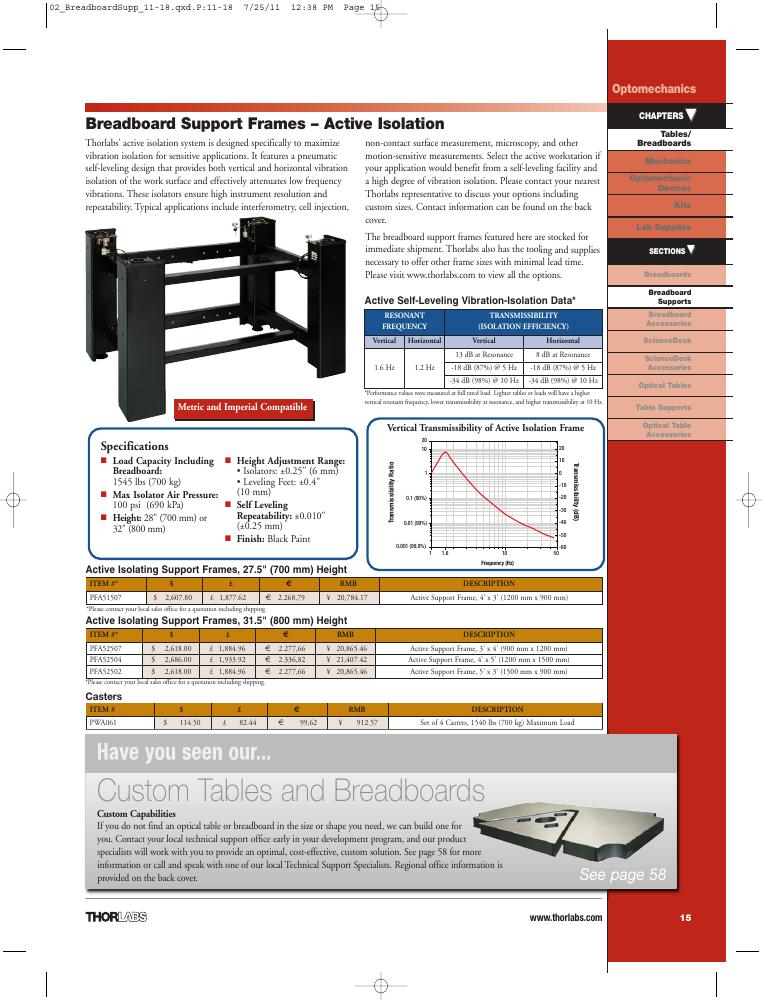 02_BreadboardSupp_11-18.qxd.P:11-18 7/25/11 12:38 PM Page 15
Optomechanics
CHAPTERS
Tables/
Breadboards
Mechanics
Optomechanic
Devices
Kits
Lab Supplies
SECTIONS
Breadboards
Breadboard
Supports
Breadboard
Accessories
ScienceDesk
ScienceDesk
Accessories
Optical Tables
Table Supports
Optical Table
Accessories
Breadboard Support Frames – Active Isolation
Thorlabs' active isolation system is designed specifically to maximize
vibration isolation for sensitive applications. It features a pneumatic
self-leveling design that provides both vertical and horizontal vibration
isolation of the work surface and effectively attenuates low frequency
vibrations. These isolators ensure high instrument resolution and
repeatability. Typical applications include interferometry, cell injection,
non-contact surface measurement, microscopy, and other
motion-sensitive measurements. Select the active workstation if
your application would benefit from a self-leveling facility and
a high degree of vibration isolation. Please contact your nearest
Thorlabs representative to discuss your options including
custom sizes. Contact information can be found on the back
cover.
The breadboard support frames featured here are stocked for
immediate shipment. Thorlabs also has the tooling and supplies
necessary to offer other frame sizes with minimal lead time.
Please visit www.thorlabs.com to view all the options.
Metric and Imperial Compatible
Active Self-Leveling Vibration-Isolation Data*
RESONANT FREQUENCY TRANSMISSIBILITY (ISOLATION EFFICIENCY)
Vertical Horizontal Vertical Horizontal
1.6 Hz 1.2 Hz 13 dB at Resonance 8 dB at Resonance
-18 dB (87%) @ 5 Hz -18 dB (87%) @ 5 Hz
-34 dB (98%) @ 10 Hz -34 dB (98%) @ 10 Hz
*Performance values were measured at full rated load. Lighter tables or loads will have a higher
vertical resonant frequency, lower transmissibility at resonance, and higher transmissibility at 10 Hz.
Specifications
Load Capacity Including
Breadboard:
1545 lbs (700 kg)
Max Isolator Air Pressure:
100 psi (690 kPa)
Height: 28" (700 mm) or
32" (800 mm)
Height Adjustment Range:
• Isolators: ±0.25" (6 mm)
• Leveling Feet: ±0.4"
(10 mm)
Self Leveling
Repeatability: ±0.010"
(±0.25 mm)
Finish: Black Paint
Vertical Transmissibility of Active Isolation Frame
Transmissibility Ratio
20
10
1
0.1 (90%)
0.01 (99%)
0.001 (99.9%)
20
10
0
-10
-20
-30
-40
-50
-60
Transmissibility (dB)
1 1.6 10 50
Frequency (Hz)
Active Isolating Support Frames, 27.5" (700 mm) Height
ITEM #* $ £ € RMB DESCRIPTION
PFA51507 $ 2,607.80 £ 1,877.62 € 2.268,79 ¥ 20,784.17 Active Support Frame, 4' x 3' (1200 mm x 900 mm)
*Please contact your local sales office for a quotation including shipping.
Active Isolating Support Frames, 31.5" (800 mm) Height
ITEM #* $ £ € RMB DESCRIPTION
PFA52507 $ 2,618.00 £ 1,884.96 € 2.277,66 ¥ 20,865.46 Active Support Frame, 3' x 4' (900 mm x 1200 mm)
PFA52504 $ 2,686.00 £ 1,933.92 € 2.336,82 ¥ 21,407.42 Active Support Frame, 4' x 5' (1200 mm x 1500 mm)
PFA52502 $ 2,618.00 £ 1,884.96 € 2.277,66 ¥ 20,865.46 Active Support Frame, 5' x 3' (1500 mm x 900 mm)
*Please contact your local sales office for a quotation including shipping.
Casters
ITEM # $ £ € RMB DESCRIPTION
PWA061 $ 114.50 £ 82.44 € 99,62 ¥ 912.57 Set of 4 Casters, 1540 lbs (700 kg) Maximum Load
Have you seen our...
Custom Tables and Breadboards
Custom Capabilities
If you do not find an optical table or breadboard in the size or shape you need, we can build one for
you. Contact your local technical support office early in your development program, and our product
specialists will work with you to provide an optimal, cost-effective, custom solution. See page 58 for more
information or call and speak with one of our local Technical Support Specialists. Regional office information is
provided on the back cover.
See page 58
THORLABS
www.thorlabs.com
15